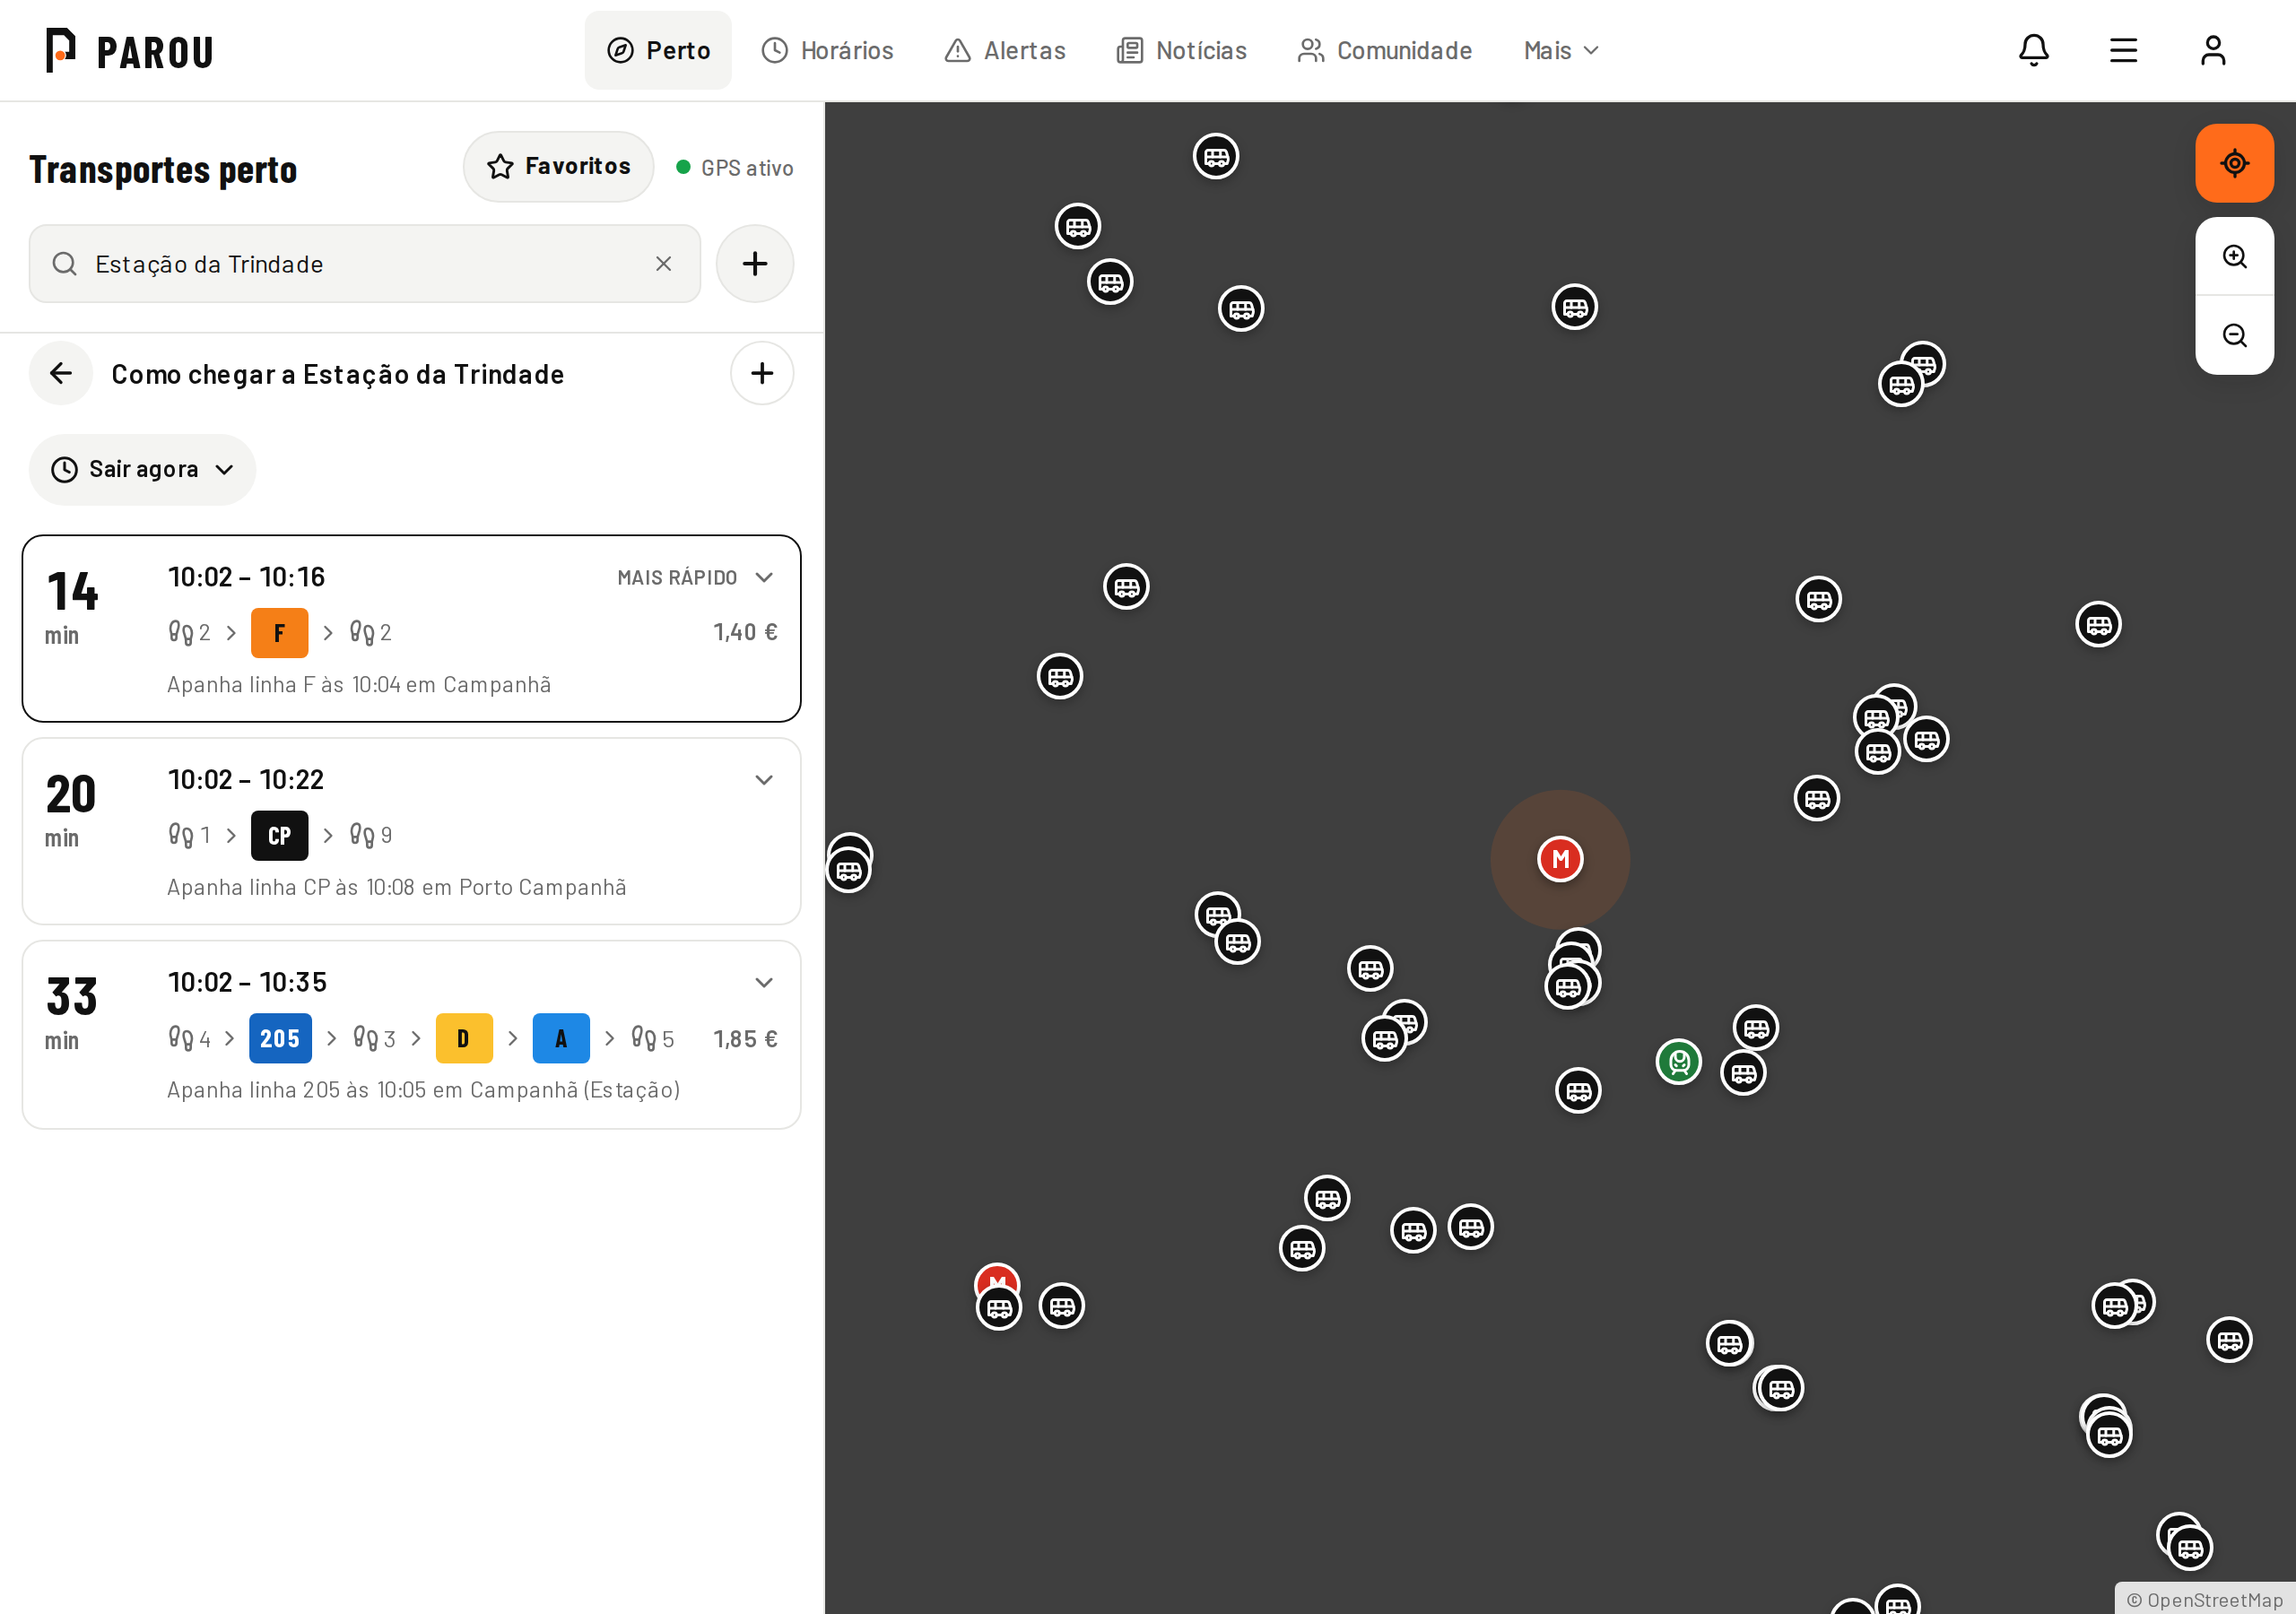 PAROU
Perto
Horários
Alertas
Notícias
Comunidade
Mais
Transportes perto
Favoritos
GPS ativo
Estação da Trindade
Como chegar a Estação da Trindade
Sair agora
14 min
10:02 – 10:16
MAIS RÁPIDO
2 > F > 2
1,40 €
Apanha linha F às 10:04 em Campanhã
20 min
10:02 – 10:22
1 > CP > 9
Apanha linha CP às 10:08 em Porto Campanhã
33 min
10:02 – 10:35
4 > 205 > 3 > D > A > 5
1,85 €
Apanha linha 205 às 10:05 em Campanhã (Estação)
M
M
© OpenStreetMap